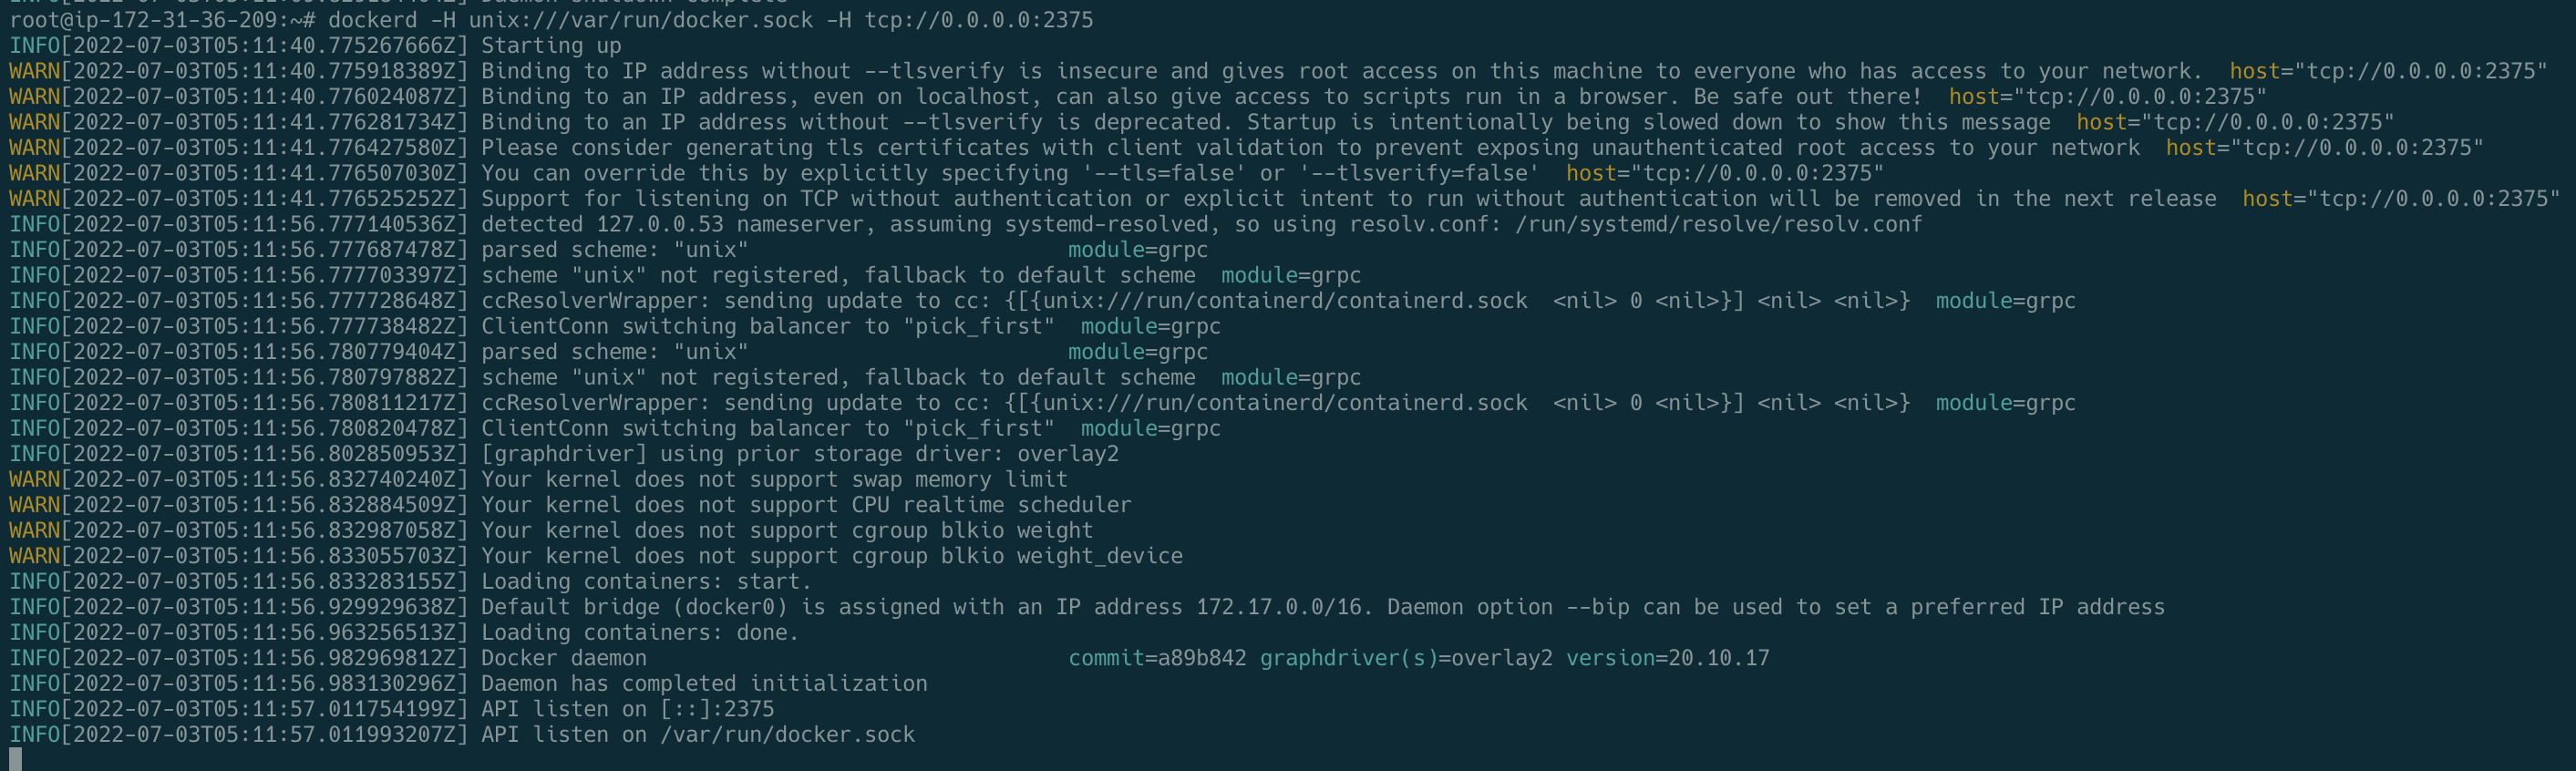 Daemon shutdown complete
root@ip-172-31-36-209:~# dockerd -H unix:///var/run/docker.sock -H tcp://0.0.0.0:2375
INFO[2022-07-03T05:11:40.775267666Z] Starting up
WARN[2022-07-03T05:11:40.775918389Z] Binding to IP address without --tlsverify is insecure and gives root access on this machine to everyone who has access to your network.  host="tcp://0.0.0.0:2375"
WARN[2022-07-03T05:11:40.776024087Z] Binding to an IP address, even on localhost, can also give access to scripts run in a browser. Be safe out there!  host="tcp://0.0.0.0:2375"
WARN[2022-07-03T05:11:41.776281734Z] Binding to an IP address without --tlsverify is deprecated. Startup is intentionally being slowed down to show this message  host="tcp://0.0.0.0:2375"
WARN[2022-07-03T05:11:41.776427580Z] Please consider generating tls certificates with client validation to prevent exposing unauthenticated root access to your network  host="tcp://0.0.0.0:2375"
WARN[2022-07-03T05:11:41.776507030Z] You can override this by explicitly specifying '--tls=false' or '--tlsverify=false'  host="tcp://0.0.0.0:2375"
WARN[2022-07-03T05:11:41.776525252Z] Support for listening on TCP without authentication or explicit intent to run without authentication will be removed in the next release  host="tcp://0.0.0.0:2375"
INFO[2022-07-03T05:11:56.777140536Z] detected 127.0.0.53 nameserver, assuming systemd-resolved, so using resolv.conf: /run/systemd/resolve/resolv.conf
INFO[2022-07-03T05:11:56.777687478Z] parsed scheme: "unix"                         module=grpc
INFO[2022-07-03T05:11:56.777703397Z] scheme "unix" not registered, fallback to default scheme  module=grpc
INFO[2022-07-03T05:11:56.777728648Z] ccResolverWrapper: sending update to cc: {[{unix:///run/containerd/containerd.sock  <nil> 0 <nil>}] <nil> <nil>}  module=grpc
INFO[2022-07-03T05:11:56.777738482Z] ClientConn switching balancer to "pick_first"  module=grpc
INFO[2022-07-03T05:11:56.780779404Z] parsed scheme: "unix"                         module=grpc
INFO[2022-07-03T05:11:56.780797882Z] scheme "unix" not registered, fallback to default scheme  module=grpc
INFO[2022-07-03T05:11:56.780811217Z] ccResolverWrapper: sending update to cc: {[{unix:///run/containerd/containerd.sock  <nil> 0 <nil>}] <nil> <nil>}  module=grpc
INFO[2022-07-03T05:11:56.780820478Z] ClientConn switching balancer to "pick_first"  module=grpc
INFO[2022-07-03T05:11:56.802850953Z] [graphdriver] using prior storage driver: overlay2
WARN[2022-07-03T05:11:56.832740240Z] Your kernel does not support swap memory limit
WARN[2022-07-03T05:11:56.832884509Z] Your kernel does not support CPU realtime scheduler
WARN[2022-07-03T05:11:56.832987058Z] Your kernel does not support cgroup blkio weight
WARN[2022-07-03T05:11:56.833055703Z] Your kernel does not support cgroup blkio weight_device
INFO[2022-07-03T05:11:56.833283155Z] Loading containers: start.
INFO[2022-07-03T05:11:56.929929638Z] Default bridge (docker0) is assigned with an IP address 172.17.0.0/16. Daemon option --bip can be used to set a preferred IP address
INFO[2022-07-03T05:11:56.963256513Z] Loading containers: done.
INFO[2022-07-03T05:11:56.982969812Z] Docker daemon                                 commit=a89b842 graphdriver(s)=overlay2 version=20.10.17
INFO[2022-07-03T05:11:56.983130296Z] Daemon has completed initialization
INFO[2022-07-03T05:11:57.011754199Z] API listen on [::]:2375
INFO[2022-07-03T05:11:57.011993207Z] API listen on /var/run/docker.sock